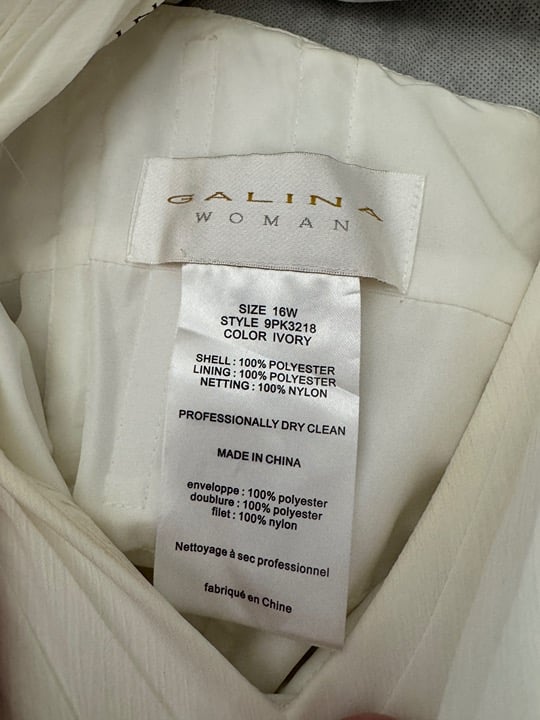 GALINA
WOMAN
SIZE 16W
STYLE 9PK3218
COLOR IVORY
SHELL : 100% POLYESTER
LINING : 100% POLYESTER
NETTING : 100% NYLON
PROFESSIONALLY DRY CLEAN
MADE IN CHINA
enveloppe : 100% polyester
doublure : 100% polyester
filet : 100% nylon
Nettoyage à sec professionnel
fabriqué en Chine